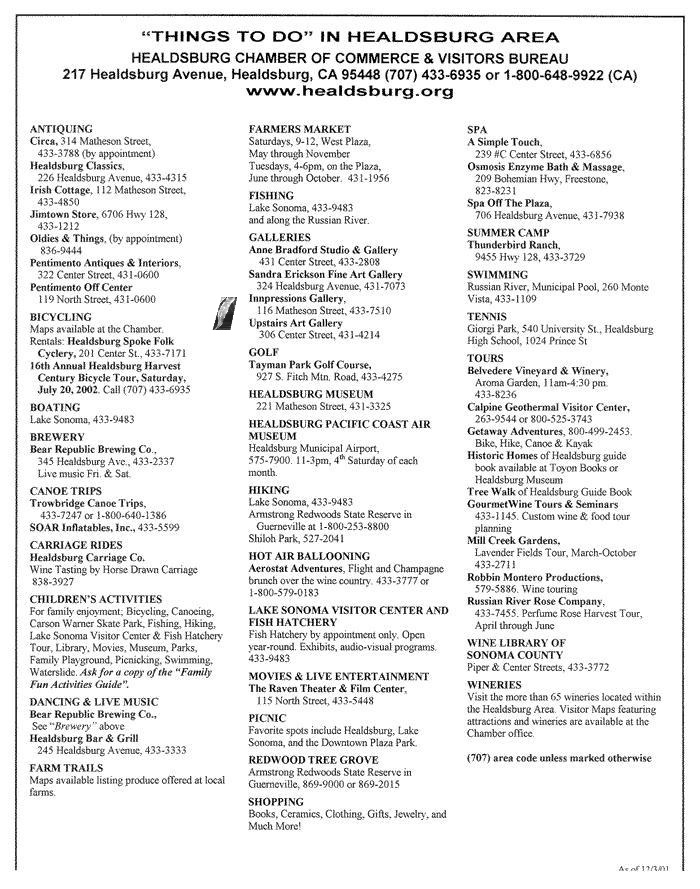 "THINGS TO DO" IN HEALDSBURG AREA
HEALDSBURG CHAMBER OF COMMERCE & VISITORS BUREAU
217 Healdsburg Avenue, Healdsburg, CA 95448 (707) 433-6935 or 1-800-648-9922 (CA)
www.healdsburg.org
ANTIQUING
Circa, 314 Matheson Street,
433-3788 (by appointment)
Healdsburg Classics,
226 Healdsburg Avenue, 433-4315
Irish Cottage, 112 Matheson Street,
433-4850
Jimtown Store, 6706 Hwy 128,
433-1212
Oldies & Things, (by appointment)
836-9444
Pentimento Antiques & Interiors,
322 Center Street, 431-0600
Pentimento Off Center
119 North Street, 431-0600
BICYCLING
Maps available at the Chamber.
Rentals: Healdsburg Spoke Folk
Cyclery, 201 Center St., 433-7171
16th Annual Healdsburg Harvest
Century Bicycle Tour, Saturday,
July 20, 2002. Call (707) 433-6935
BOATING
Lake Sonoma, 433-9483
BREWERY
Bear Republic Brewing Co.,
345 Healdsburg Ave., 433-2337
Live music Fri. & Sat.
CANOE TRIPS
Trowbridge Canoe Trips,
433-7247 or 1-800-640-1386
SOAR Inflatables, Inc., 433-5599
CARRIAGE RIDES
Healdsburg Carriage Co.
Wine Tasting by Horse Drawn Carriage
838-3927
CHILDREN'S ACTIVITIES
For family enjoyment; Bicycling, Canoeing,
Carson Warner Skate Park, Fishing, Hiking,
Lake Sonoma Visitor Center & Fish Hatchery
Tour, Library, Movies, Museum, Parks,
Family Playground, Picnicking, Swimming,
Waterslide. Ask for a copy of the "Family
Fun Activities Guide".
DANCING & LIVE MUSIC
Bear Republic Brewing Co.,
See "Brewery" above
Healdsburg Bar & Grill
245 Healdsburg Avenue, 433-3333
FARM TRAILS
Maps available listing produce offered at local
farms.
FARMERS MARKET
Saturdays, 9-12, West Plaza,
May through November
Tuesdays, 4-6pm, on the Plaza,
June through October. 431-1956
FISHING
Lake Sonoma, 433-9483
and along the Russian River.
GALLERIES
Anne Bradford Studio & Gallery
431 Center Street, 433-2808
Sandra Erickson Fine Art Gallery
324 Healdsburg Avenue, 431-7073
Innpressions Gallery,
116 Matheson Street, 433-7510
Upstairs Art Gallery
306 Center Street, 431-4214
GOLF
Tayman Park Golf Course,
927 S. Fitch Mtn. Road, 433-4275
HEALDSBURG MUSEUM
221 Matheson Street, 431-3325
HEALDSBURG PACIFIC COAST AIR
MUSEUM
Healdsburg Municipal Airport,
575-7900. 11-3pm, 4th Saturday of each
month.
HIKING
Lake Sonoma, 433-9483
Armstrong Redwoods State Reserve in
Guerneville at 1-800-253-8800
Shiloh Park, 527-2041
HOT AIR BALLOONING
Aerostat Adventures, Flight and Champagne
brunch over the wine country. 433-3777 or
1-800-579-0183
LAKE SONOMA VISITOR CENTER AND
FISH HATCHERY
Fish Hatchery by appointment only. Open
year-round. Exhibits, audio-visual programs.
433-9483
MOVIES & LIVE ENTERTAINMENT
The Raven Theater & Film Center,
115 North Street, 433-5448
PICNIC
Favorite spots include Healdsburg, Lake
Sonoma, and the Downtown Plaza Park.
REDWOOD TREE GROVE
Armstrong Redwoods State Reserve in
Guerneville, 869-9000 or 869-2015
SHOPPING
Books, Ceramics, Clothing, Gifts, Jewelry, and
Much More!
SPA
A Simple Touch,
239 #C Center Street, 433-6856
Osmosis Enzyme Bath & Massage,
209 Bohemian Hwy, Freestone,
823-8231
Spa Off The Plaza,
706 Healdsburg Avenue, 431-7938
SUMMER CAMP
Thunderbird Ranch,
9455 Hwy 128, 433-3729
SWIMMING
Russian River, Municipal Pool, 260 Monte
Vista, 433-1109
TENNIS
Giorgi Park, 540 University St., Healdsburg
High School, 1024 Prince St
TOURS
Belvedere Vineyard & Winery,
Aroma Garden, 11am-4:30 pm.
433-8236
Calpine Geothermal Visitor Center,
263-9544 or 800-525-3743
Getaway Adventures, 800-499-2453.
Bike, Hike, Canoe & Kayak
Historic Homes of Healdsburg guide
book available at Toyon Books or
Healdsburg Museum
Tree Walk of Healdsburg Guide Book
GourmetWine Tours & Seminars
433-1145. Custom wine & food tour
planning
Mill Creek Gardens,
Lavender Fields Tour, March-October
433-2711
Robbin Montero Productions,
579-5886. Wine touring
Russian River Rose Company,
433-7455. Perfume Rose Harvest Tour,
April through June
WINE LIBRARY OF
SONOMA COUNTY
Piper & Center Streets, 433-3772
WINERIES
Visit the more than 65 wineries located within
the Healdsburg Area. Visitor Maps featuring
attractions and wineries are available at the
Chamber office.
(707) area code unless marked otherwise
As of 12/3/01